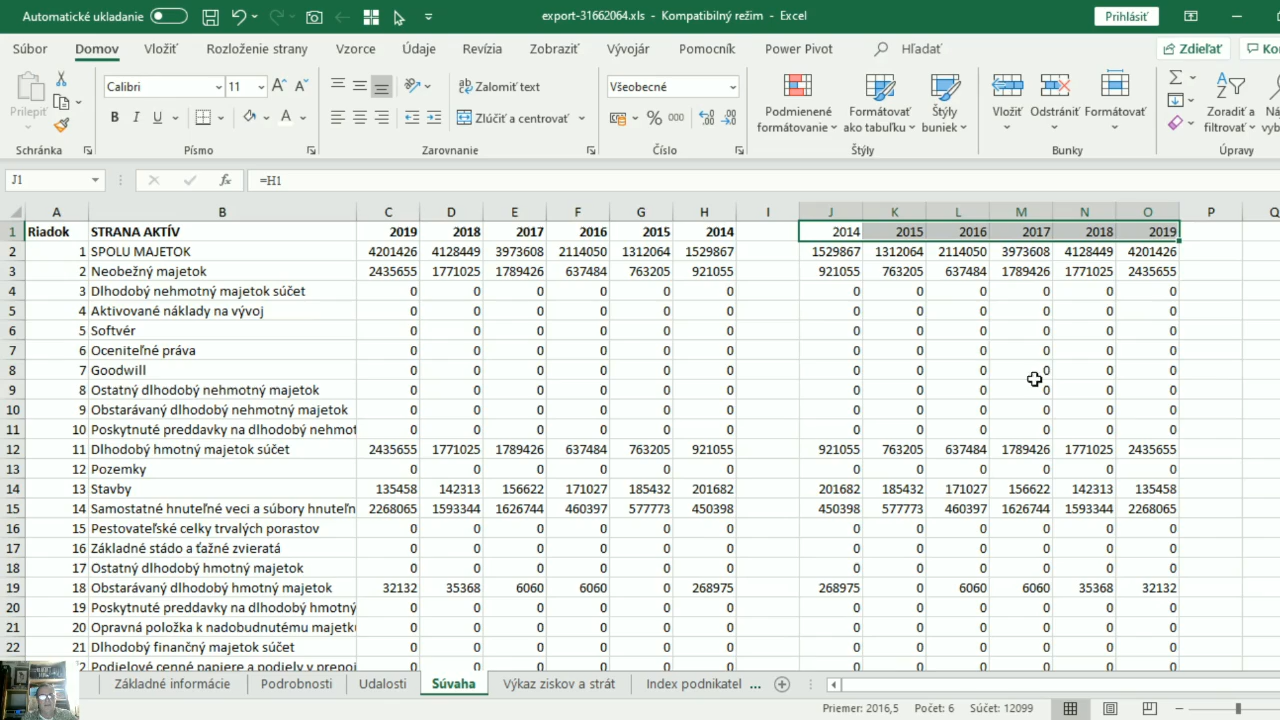 Automatické ukladanie
export-31662064.xls - Kompatibilný režim - Excel
Prihlásiť
Súbor Domov Vložiť Rozloženie strany Vzorce Údaje Revízia Zobraziť Vývojár Pomocník Power Pivot Hľadať Zdieľať
Prilepiť Calibri 11 Zalomiť text Všeobecné Podmienené formátovanie Formátovať ako tabuľku Štýly buniek Vložiť Odstrániť Formátovať Zoradiť a filtrovať
B I U A Zlúčiť a centrovať % 000
Schránka Písmo Zarovnanie Číslo Štýly Bunky Úpravy
J1 fx =H1
A B C D E F G H I J K L M N O P Q
1 Riadok STRANA AKTÍV 2019 2018 2017 2016 2015 2014 2014 2015 2016 2017 2018 2019
2 1 SPOLU MAJETOK 4201426 4128449 3973608 2114050 1312064 1529867 1529867 1312064 2114050 3973608 4128449 4201426
3 2 Neobežný majetok 2435655 1771025 1789426 637484 763205 921055 921055 763205 637484 1789426 1771025 2435655
4 3 Dlhodobý nehmotný majetok súčet 0 0 0 0 0 0 0 0 0 0 0 0
5 4 Aktivované náklady na vývoj 0 0 0 0 0 0 0 0 0 0 0 0
6 5 Softvér 0 0 0 0 0 0 0 0 0 0 0 0
7 6 Oceniteľné práva 0 0 0 0 0 0 0 0 0 0 0 0
8 7 Goodwill 0 0 0 0 0 0 0 0 0 0 0 0
9 8 Ostatný dlhodobý nehmotný majetok 0 0 0 0 0 0 0 0 0 0 0 0
10 9 Obstarávaný dlhodobý nehmotný majetok 0 0 0 0 0 0 0 0 0 0 0 0
11 10 Poskytnuté preddavky na dlhodobý nehmot 0 0 0 0 0 0 0 0 0 0 0 0
12 11 Dlhodobý hmotný majetok súčet 2435655 1771025 1789426 637484 763205 921055 921055 763205 637484 1789426 1771025 2435655
13 12 Pozemky 0 0 0 0 0 0 0 0 0 0 0 0
14 13 Stavby 135458 142313 156622 171027 185432 201682 201682 185432 171027 156622 142313 135458
15 14 Samostatné hnuteľné veci a súbory hnuteľn 2268065 1593344 1626744 460397 577773 450398 450398 577773 460397 1626744 1593344 2268065
16 15 Pestovateľské celky trvalých porastov 0 0 0 0 0 0 0 0 0 0 0 0
17 16 Základné stádo a ťažné zvieratá 0 0 0 0 0 0 0 0 0 0 0 0
18 17 Ostatný dlhodobý hmotný majetok 0 0 0 0 0 0 0 0 0 0 0 0
19 18 Obstarávaný dlhodobý hmotný majetok 32132 35368 6060 6060 0 268975 268975 0 6060 6060 35368 32132
20 19 Poskytnuté preddavky na dlhodobý hmotný 0 0 0 0 0 0 0 0 0 0 0 0
21 20 Opravná položka k nadobudnutému majetku 0 0 0 0 0 0 0 0 0 0 0 0
22 21 Dlhodobý finančný majetok súčet 0 0 0 0 0 0 0 0 0 0 0 0
Podielové cenné papiere a podiely v prepoj 0 0 0 0 0 0 0 0 0 0 0 0
Základné informácie Podrobnosti Udalosti Súvaha Výkaz ziskov a strát Index podnikatel ...
Priemer: 2016,5 Počet: 6 Súčet: 12099